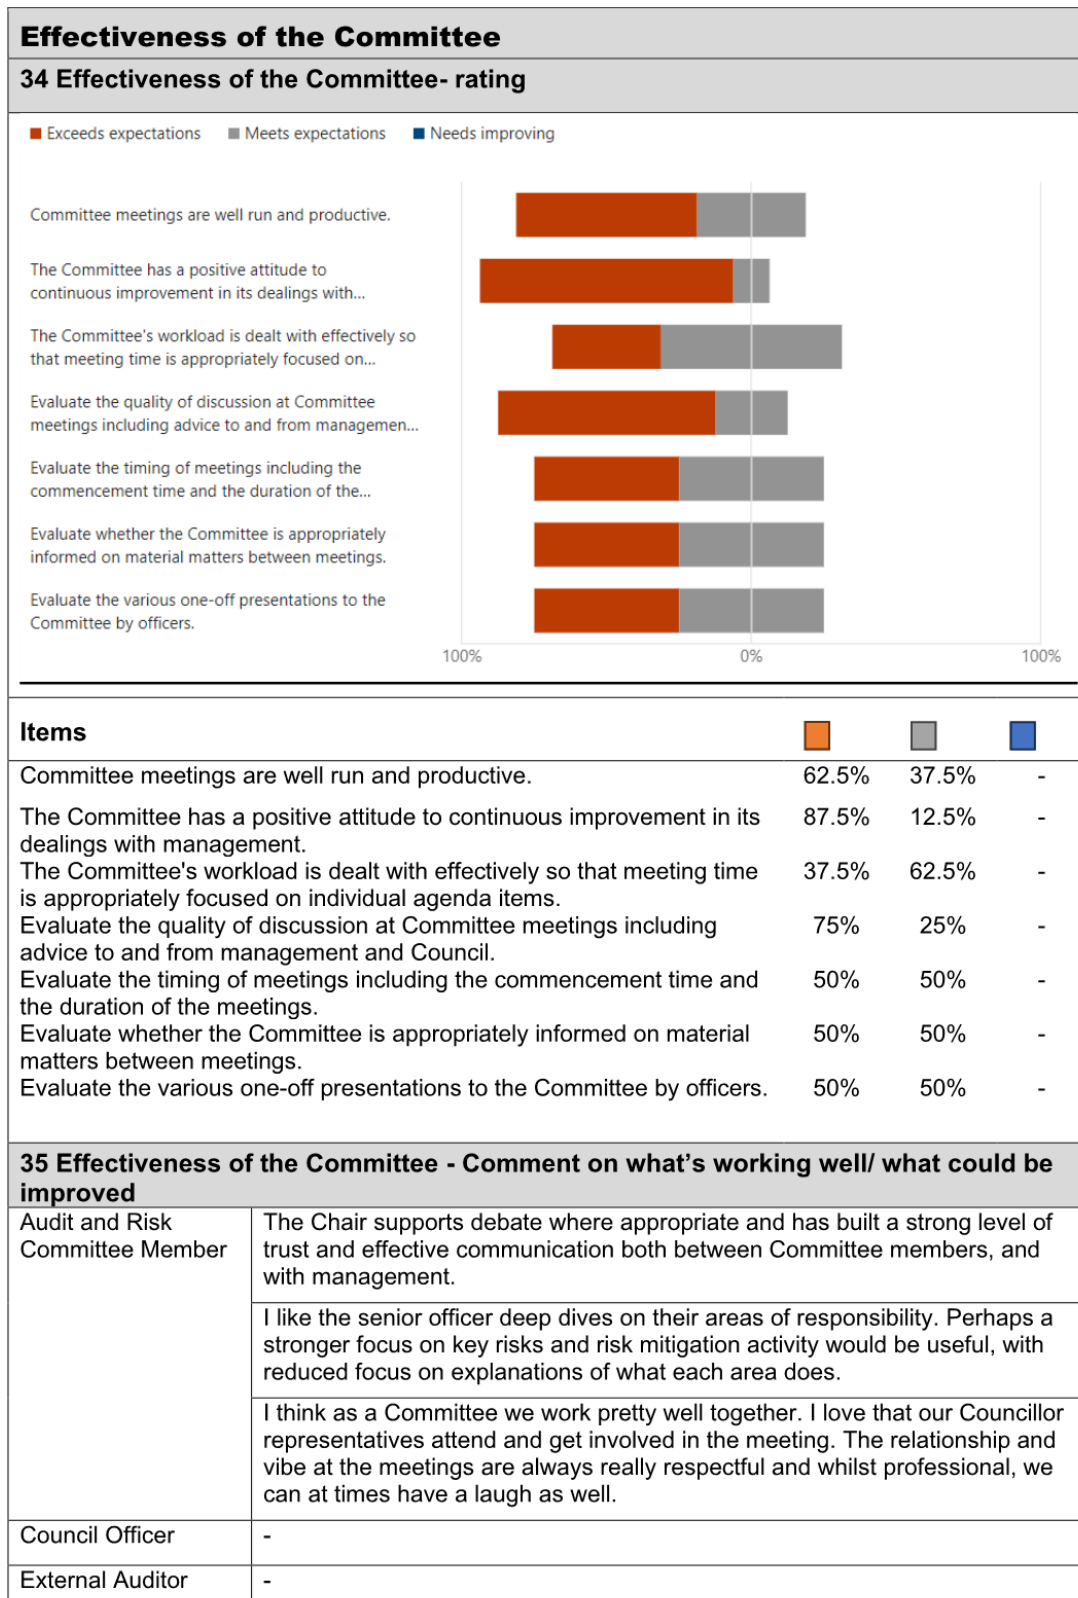 Effectiveness of the Committee
34 Effectiveness of the Committee- rating
Exceeds expectations Meets expectations Needs improving
Committee meetings are well run and productive.
The Committee has a positive attitude to
continuous improvement in its dealings with...
The Committee's workload is dealt with effectively so
that meeting time is appropriately focused on...
Evaluate the quality of discussion at Committee
meetings including advice to and from managemen...
Evaluate the timing of meetings including the
commencement time and the duration of the...
Evaluate whether the Committee is appropriately
informed on material matters between meetings.
Evaluate the various one-off presentations to the
Committee by officers.
100% 0% 100%
Items
Committee meetings are well run and productive. 62.5% 37.5% -
The Committee has a positive attitude to continuous improvement in its 87.5% 12.5% -
dealings with management.
The Committee's workload is dealt with effectively so that meeting time 37.5% 62.5% -
is appropriately focused on individual agenda items.
Evaluate the quality of discussion at Committee meetings including 75% 25% -
advice to and from management and Council.
Evaluate the timing of meetings including the commencement time and 50% 50% -
the duration of the meetings.
Evaluate whether the Committee is appropriately informed on material 50% 50% -
matters between meetings.
Evaluate the various one-off presentations to the Committee by officers. 50% 50% -
35 Effectiveness of the Committee - Comment on what's working well/ what could be
improved
Audit and Risk
Committee Member
The Chair supports debate where appropriate and has built a strong level of
trust and effective communication both between Committee members, and
with management.
I like the senior officer deep dives on their areas of responsibility. Perhaps a
stronger focus on key risks and risk mitigation activity would be useful, with
reduced focus on explanations of what each area does.
I think as a Committee we work pretty well together. I love that our Councillor
representatives attend and get involved in the meeting. The relationship and
vibe at the meetings are always really respectful and whilst professional, we
can at times have a laugh as well.
Council Officer -
External Auditor -